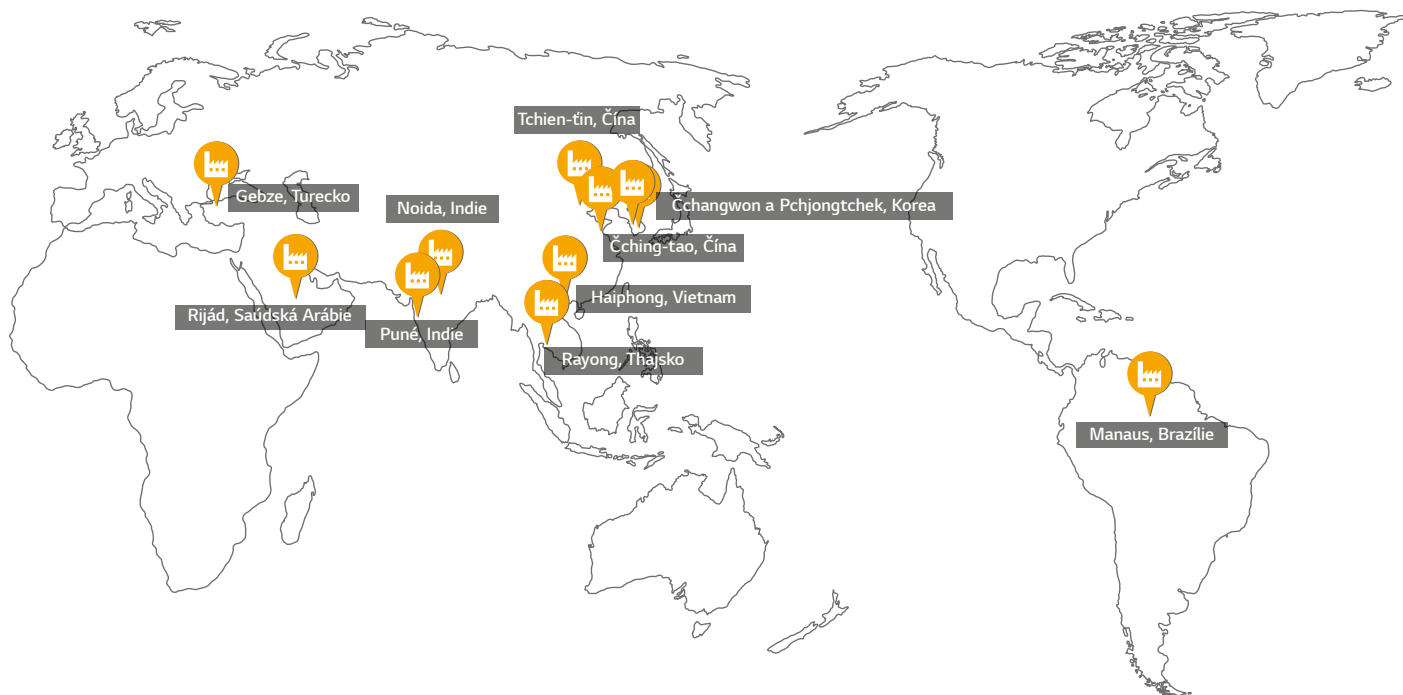 Tchien-ťin, Čína
Gebze, Turecko
Noida, Indie
Čchangwon a Pchjongtchek, Korea
Čching-tao, Čína
Haiphong, Vietnam
Rijád, Saúdská Arábie
Puné, Indie
Rayong, Thajsko
Manaus, Brazílie